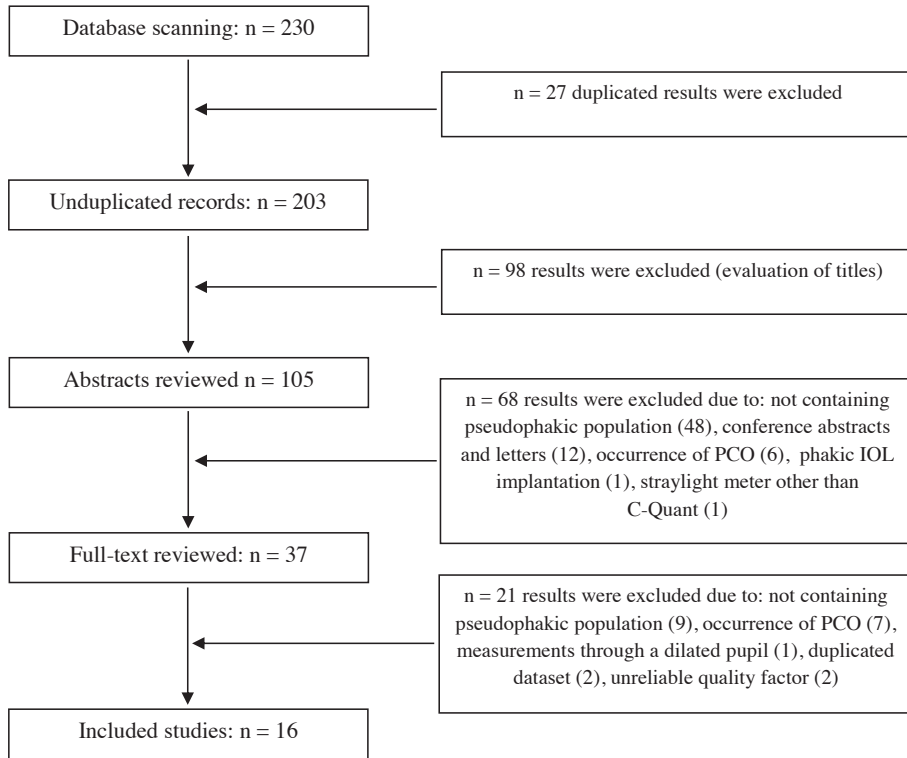 Database scanning: n = 230
n = 27 duplicated results were excluded
Unduplicated records: n = 203
n = 98 results were excluded (evaluation of titles)
Abstracts reviewed n = 105
n = 68 results were excluded due to: not containing
pseudophakic population (48), conference abstracts
and letters (12), occurrence of PCO (6), phakic IOL
implantation (1), straylight meter other than
C-Quant (1)
Full-text reviewed: n = 37
n = 21 results were excluded due to: not containing
pseudophakic population (9), occurrence of PCO (7),
measurements through a dilated pupil (1), duplicated
dataset (2), unreliable quality factor (2)
Included studies: n = 16